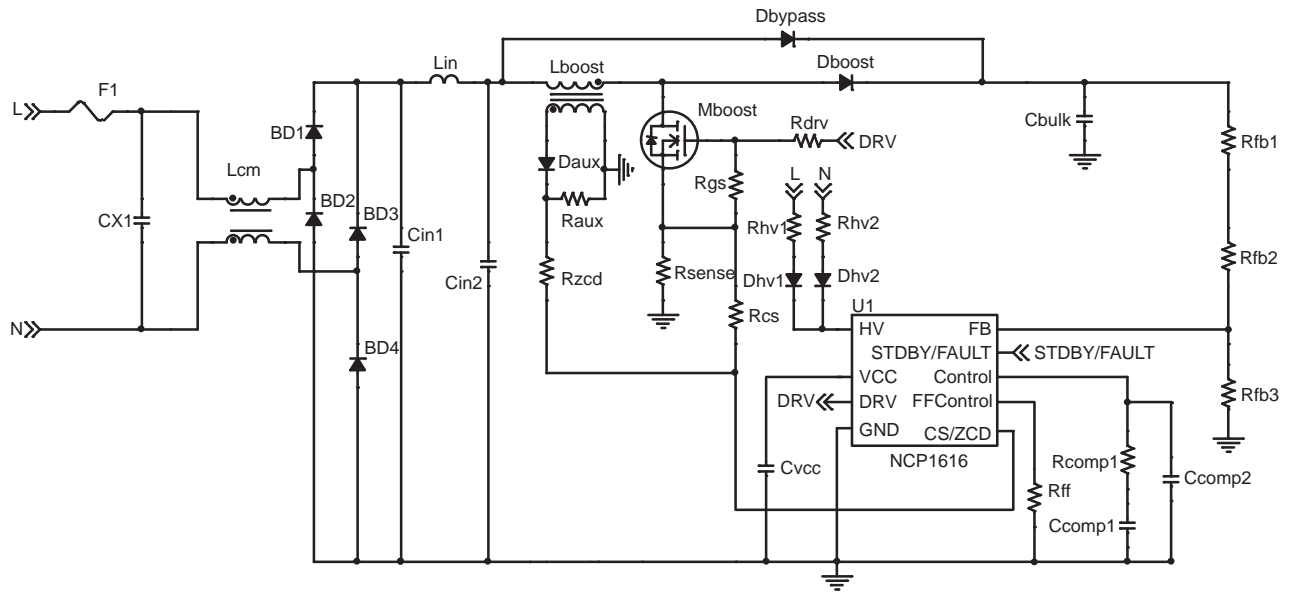 Dbypass
Lin
Lboost
Dboost
L
F1
Mboost
Cbulk
BD1
Rdrv
DRV
Rfb1
Lcm
Daux
L N
Rgs
BD2
CX1
BD3
Raux
Rhv1
Rhv2
Cin1
Cin2
Rzcd
Rsense
Dhv1
Dhv2
Rfb2
U1
Rcs
N
HV
FB
BD4
STDBY/FAULT
STDBY/FAULT
VCC
Control
DRV
DRV
FFControl
Rfb3
GND
CS/ZCD
NCP1616
Cvcc
Rcomp1
Ccomp2
Rff
Ccomp1